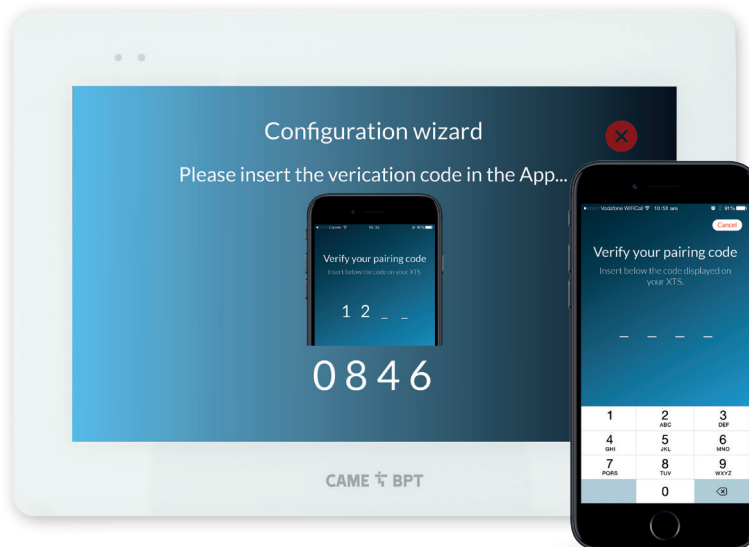 Configuration wizard
Please insert the verication code in the App...
Carrier
Verify your pairing code
Insert below the code on your XTS.
1 2 _ _
0846
CAME BPT
Vodafone WiFiCall 10:58 am 91%
Cancel
Verify your pairing code
Insert below the code displayed on
your XTS.
_ _ _ _
1 2 3
ABC DEF
4 5 6
GHI JKL MNO
7 8 9
PQRS TUV WXYZ
0